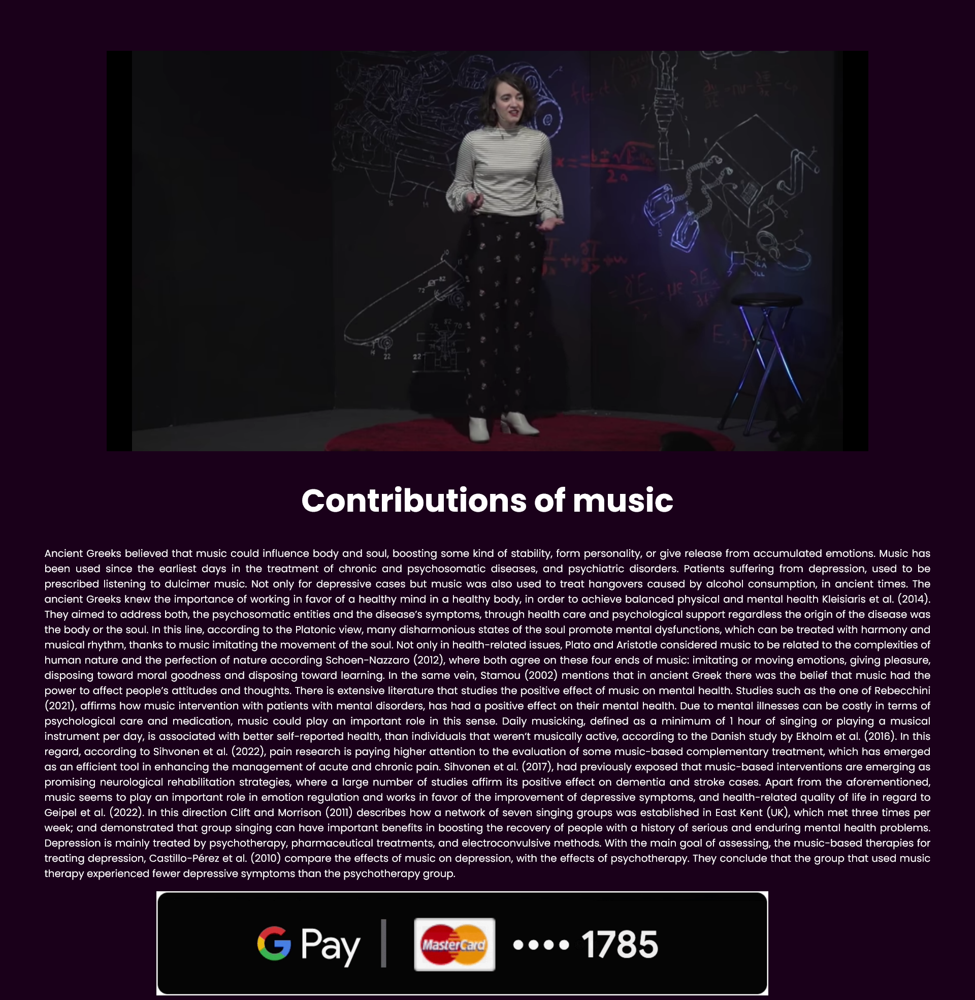 2
20
x = -b ± √
2a
16
14
5
10
82
72
72
82
70
14
22
22
Contributions of music
Ancient Greeks believed that music could influence body and soul, boosting some kind of stability, form personality, or give release from accumulated emotions. Music has
been used since the earliest days in the treatment of chronic and psychosomatic diseases, and psychiatric disorders. Patients suffering from depression, used to be
prescribed listening to dulcimer music. Not only for depressive cases but music was also used to treat hangovers caused by alcohol consumption, in ancient times. The
ancient Greeks knew the importance of working in favor of a healthy mind in a healthy body, in order to achieve balanced physical and mental health Kleisiaris et al. (2014).
They aimed to address both, the psychosomatic entities and the disease's symptoms, through health care and psychological support regardless the origin of the disease was
the body or the soul. In this line, according to the Platonic view, many disharmonious states of the soul promote mental dysfunctions, which can be treated with harmony and
musical rhythm, thanks to music imitating the movement of the soul. Not only in health-related issues, Plato and Aristotle considered music to be related to the complexities of
human nature and the perfection of nature according Schoen-Nazzaro (2012), where both agree on these four ends of music: imitating or moving emotions, giving pleasure,
disposing toward moral goodness and disposing toward learning. In the same vein, Stamou (2002) mentions that in ancient Greek there was the belief that music had the
power to affect people's attitudes and thoughts. There is extensive literature that studies the positive effect of music on mental health. Studies such as the one of Rebecchini
(2021), affirms how music intervention with patients with mental disorders, has had a positive effect on their mental health. Due to mental illnesses can be costly in terms of
psychological care and medication, music could play an important role in this sense. Daily musicking, defined as a minimum of 1 hour of singing or playing a musical
instrument per day, is associated with better self-reported health, than individuals that weren't musically active, according to the Danish study by Ekholm et al. (2016). In this
regard, according to Sihvonen et al. (2022), pain research is paying higher attention to the evaluation of some music-based complementary treatment, which has emerged
as an efficient tool in enhancing the management of acute and chronic pain. Sihvonen et al. (2017), had previously exposed that music-based interventions are emerging as
promising neurological rehabilitation strategies, where a large number of studies affirm its positive effect on dementia and stroke cases. Apart from the aforementioned,
music seems to play an important role in emotion regulation and works in favor of the improvement of depressive symptoms, and health-related quality of life in regard to
Geipel et al. (2022). In this direction Clift and Morrison (2011) describes how a network of seven singing groups was established in East Kent (UK), which met three times per
week; and demonstrated that group singing can have important benefits in boosting the recovery of people with a history of serious and enduring mental health problems.
Depression is mainly treated by psychotherapy, pharmaceutical treatments, and electroconvulsive methods. With the main goal of assessing, the music-based therapies for
treating depression, Castillo-Pérez et al. (2010) compare the effects of music on depression, with the effects of psychotherapy. They conclude that the group that used music
therapy experienced fewer depressive symptoms than the psychotherapy group.
G Pay | MasterCard •••• 1785